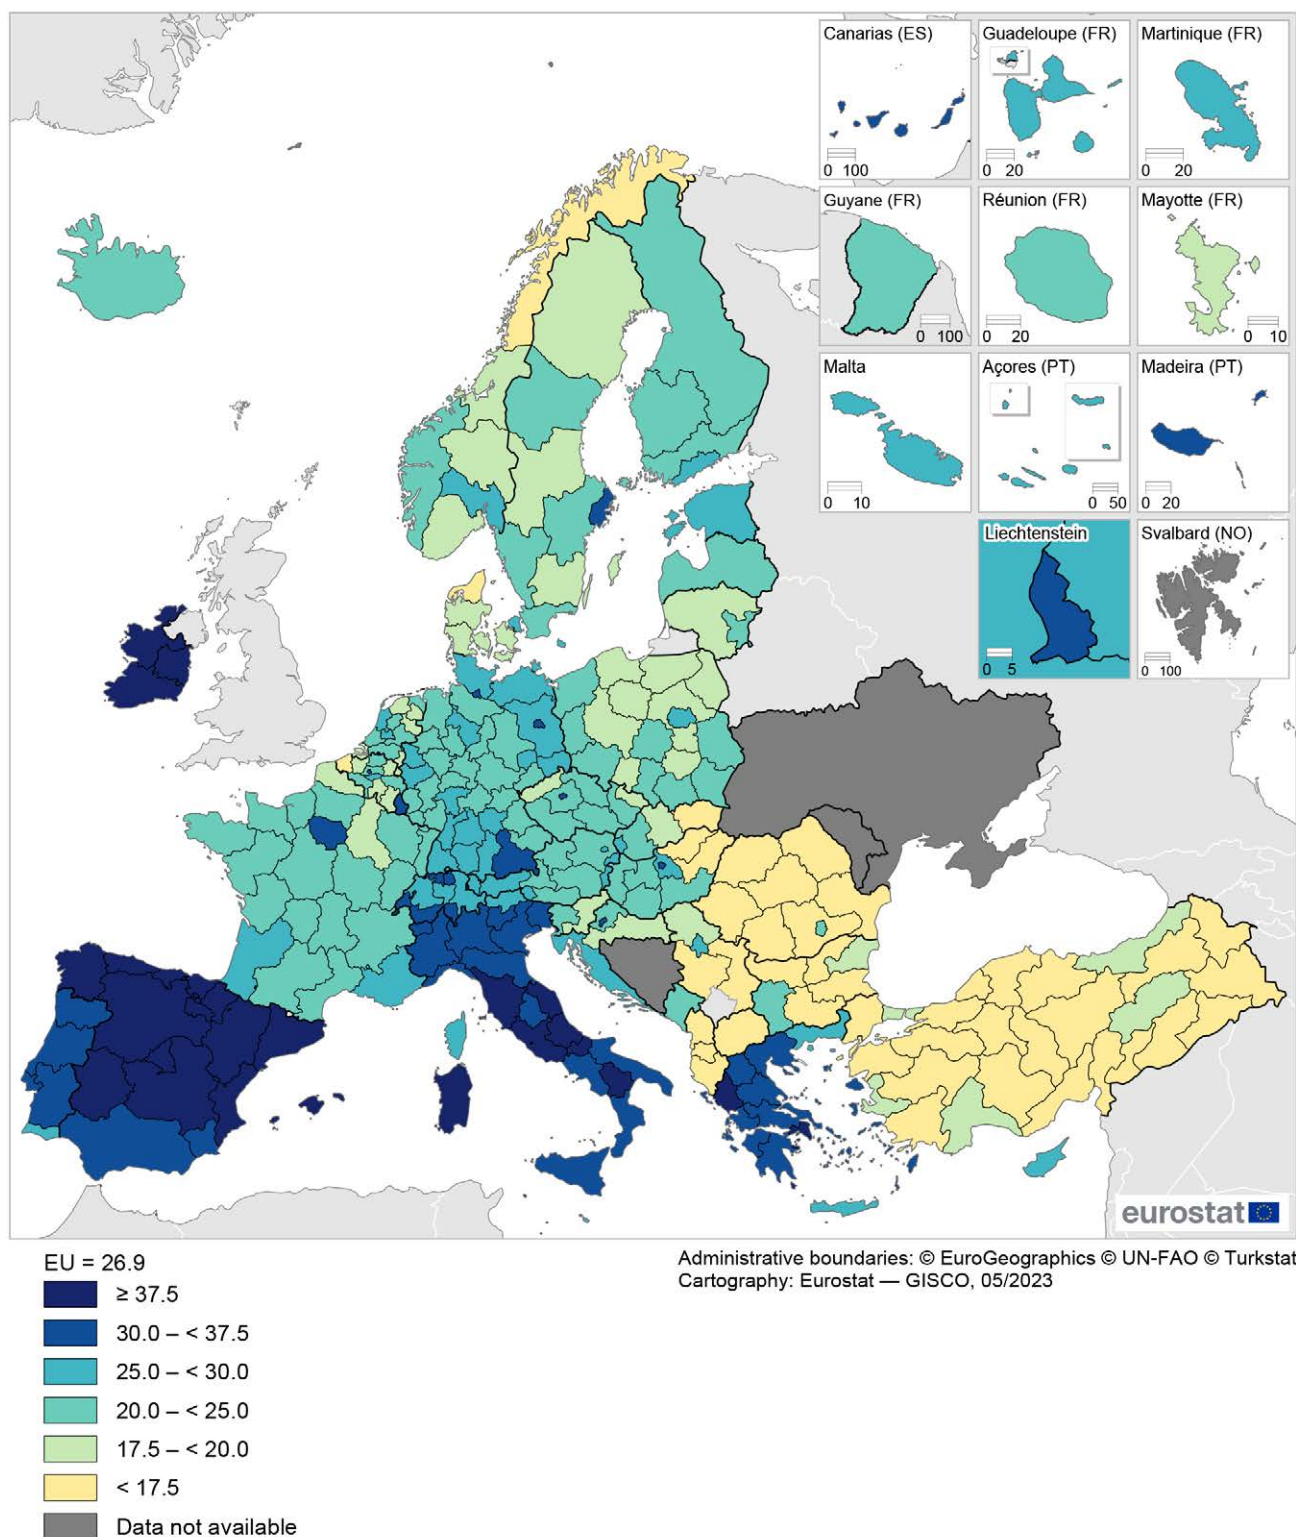 Canarias (ES)
0 100
Guadeloupe (FR)
0 20
Martinique (FR)
0 20
Guyane (FR)
0 100
Réunion (FR)
0 20
Mayotte (FR)
0 10
Malta
0 10
Açores (PT)
0 50
Madeira (PT)
0 20
Liechtenstein
0 5
Svalbard (NO)
0 100
eurostat
EU = 26.9
≥ 37.5
30.0 – < 37.5
25.0 – < 30.0
20.0 – < 25.0
17.5 – < 20.0
< 17.5
Data not available
Administrative boundaries: © EuroGeographics © UN-FAO © Turkstat
Cartography: Eurostat — GISCO, 05/2023